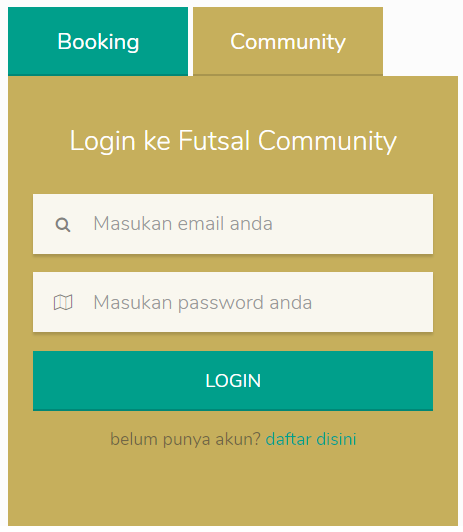 Booking
Community
Login ke Futsal Community
Masukan email anda
Masukan password anda
LOGIN
belum punya akun? daftar disini